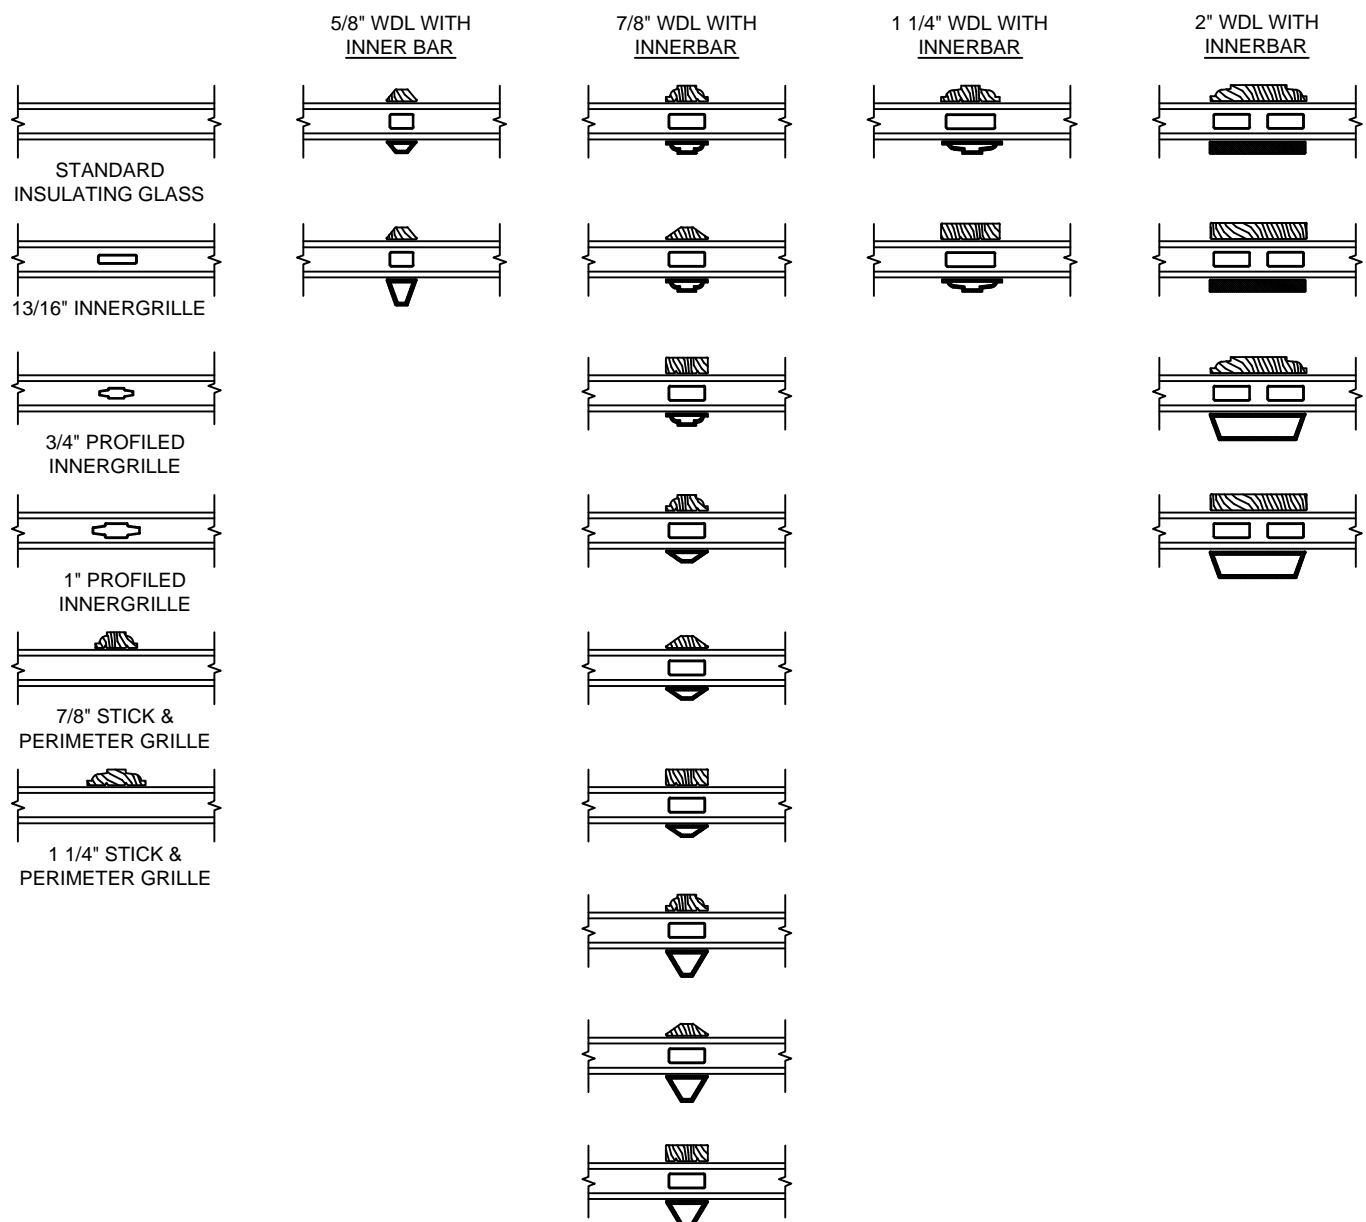 5/8" WDL WITH
INNER BAR
7/8" WDL WITH
INNERBAR
1 1/4" WDL WITH
INNERBAR
2" WDL WITH
INNERBAR
STANDARD
INSULATING GLASS
13/16" INNERGRILLE
3/4" PROFILED
INNERGRILLE
1" PROFILED
INNERGRILLE
7/8" STICK &
PERIMETER GRILLE
1 1/4" STICK &
PERIMETER GRILLE